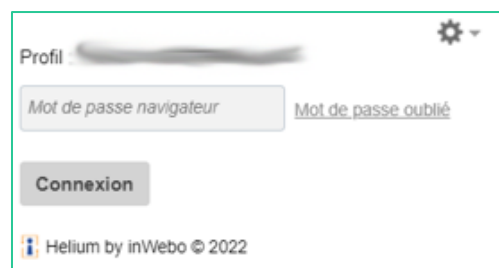 Profil :
Mot de passe navigateur Mot de passe oublié
Connexion
Helium by inWebo © 2022